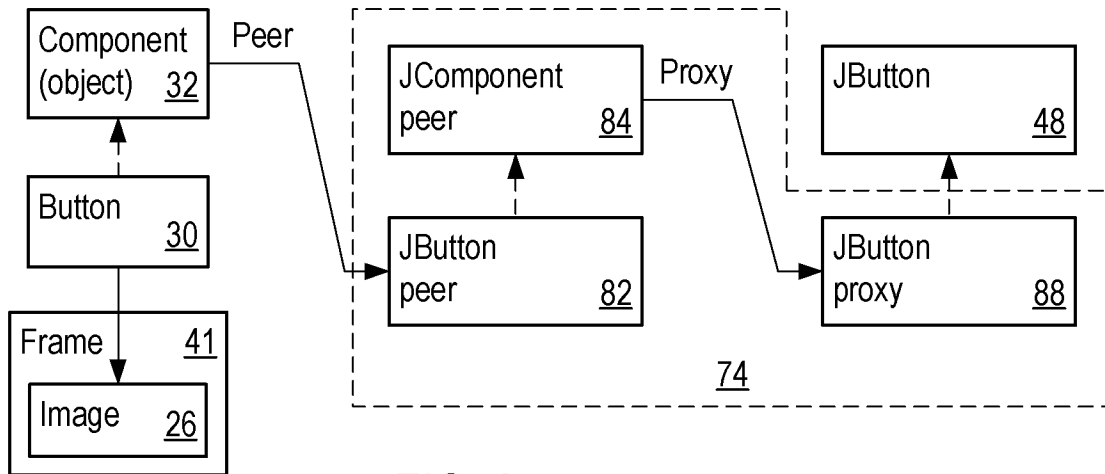 Component
(object) 32
Peer
JComponent
peer 84
Proxy
JButton
48
Button
30
JButton
peer 82
JButton
proxy 88
Frame 41
Image 26
74